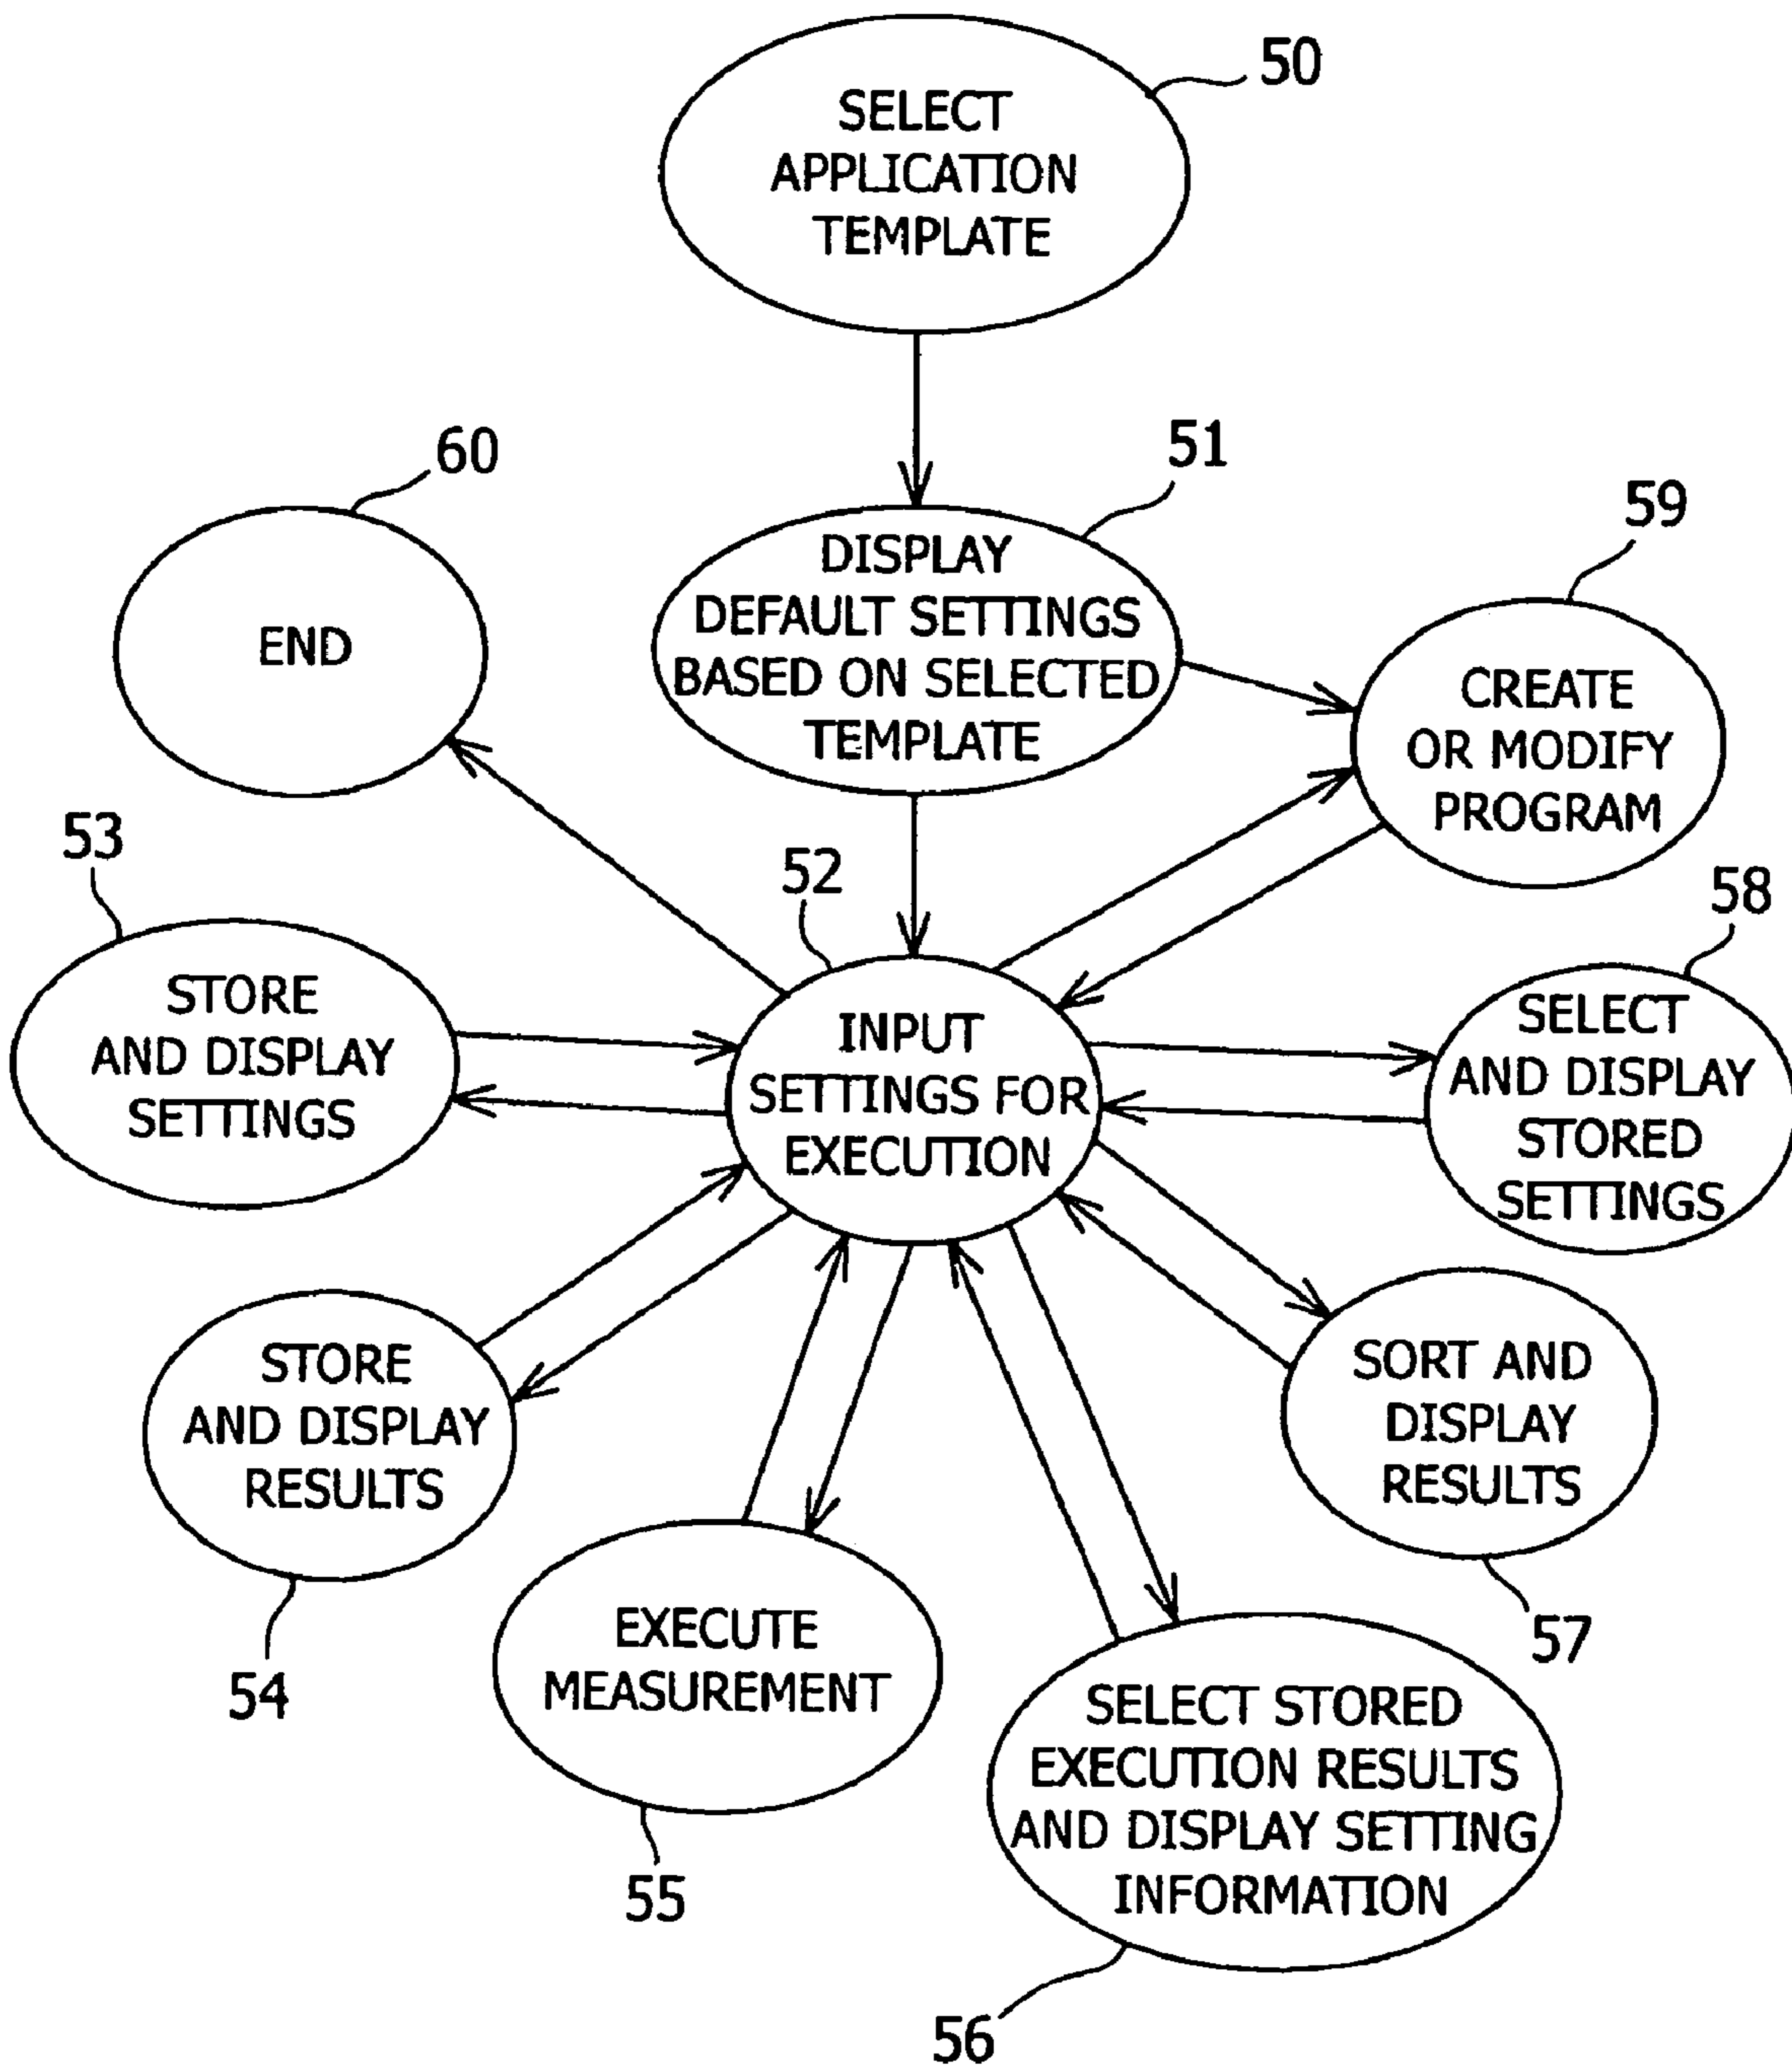 50
SELECT
APPLICATION
TEMPLATE
51
DISPLAY
DEFAULT SETTINGS
BASED ON SELECTED
TEMPLATE
60
END
59
CREATE
OR MODIFY
PROGRAM
53
STORE
AND DISPLAY
SETTINGS
52
INPUT
SETTINGS FOR
EXECUTION
58
SELECT
AND DISPLAY
STORED
SETTINGS
STORE
AND DISPLAY
RESULTS
54
EXECUTE
MEASUREMENT
55
SELECT STORED
EXECUTION RESULTS
AND DISPLAY SETTING
INFORMATION
56
SORT AND
DISPLAY
RESULTS
57